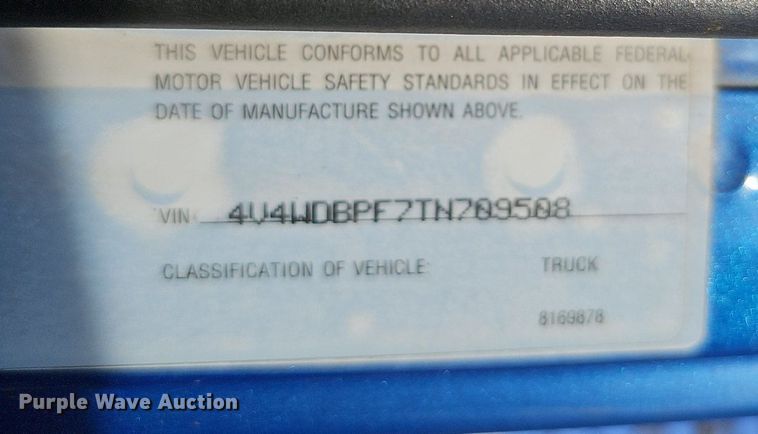 THIS VEHICLE CONFORMS TO ALL APPLICABLE FEDERAL
MOTOR VEHICLE SAFETY STANDARDS IN EFFECT ON THE
DATE OF MANUFACTURE SHOWN ABOVE.
VIN 4V4WDBPF7TN709508
CLASSIFICATION OF VEHICLE: TRUCK
8169878
Purple Wave Auction